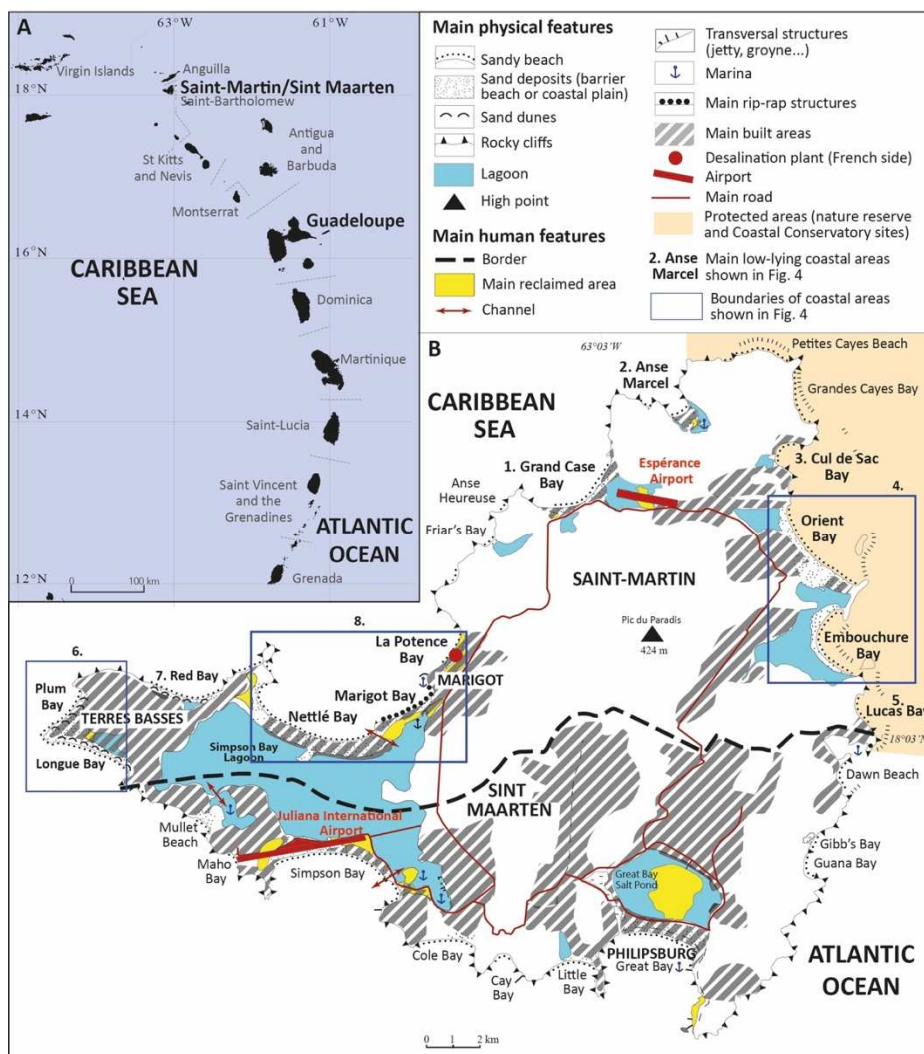 A
63°W
61°W
Virgin Islands
Anguilla
18°N
Saint-Martin/Sint Maarten
Saint-Bartholomew
Antigua
and
Barbuda
St Kitts
and Nevis
Montserrat
Guadeloupe
16°N
CARIBBEAN
SEA
Dominica
Martinique
14°N
Saint-Lucia
Saint Vincent
and the
Grenadines
ATLANTIC
OCEAN
12°N
0 100 km
Grenada
Main physical features
Sandy beach
Sand deposits (barrier
beach or coastal plain)
Sand dunes
Rocky cliffs
Lagoon
High point
Main human features
Border
Main reclaimed area
Channel
Transversal structures
(jetty, groyne...)
Marina
Main rip-rap structures
Main built areas
Desalination plant (French side)
Airport
Main road
Protected areas (nature reserve
and Coastal Conservatory sites)
2. Anse
Marcel
Main low-lying coastal areas
shown in Fig. 4
Boundaries of coastal areas
shown in Fig. 4
B
63°03'W
Petites Cayes Beach
2. Anse
Marcel
Grandes Cayes Bay
CARIBBEAN
SEA
1. Grand Case
Bay
Espérance
Airport
3. Cul de Sac
Bay
4.
Anse
Heureuse
Friar's Bay
Orient
Bay
SAINT-MARTIN
Pic du Paradis
424 m
Embouchure
Bay
8.
La Potence
Bay
MARIGOT
6.
7. Red Bay
Marigot Bay
Plum
Bay
TERRES BASSES
Nettlé Bay
5.
Lucas Bay
18°03'N
Longue Bay
Simpson Bay
Lagoon
Dawn Beach
SINT
MAARTEN
Juliana International
Airport
Mullet
Beach
Gibb's Bay
Guana Bay
Maho
Bay
Simpson Bay
Great Bay
Salt Pond
Cole Bay
PHILIPSBURG
Great Bay
Cay
Bay
Little
Bay
ATLANTIC
OCEAN
0 1 2 km